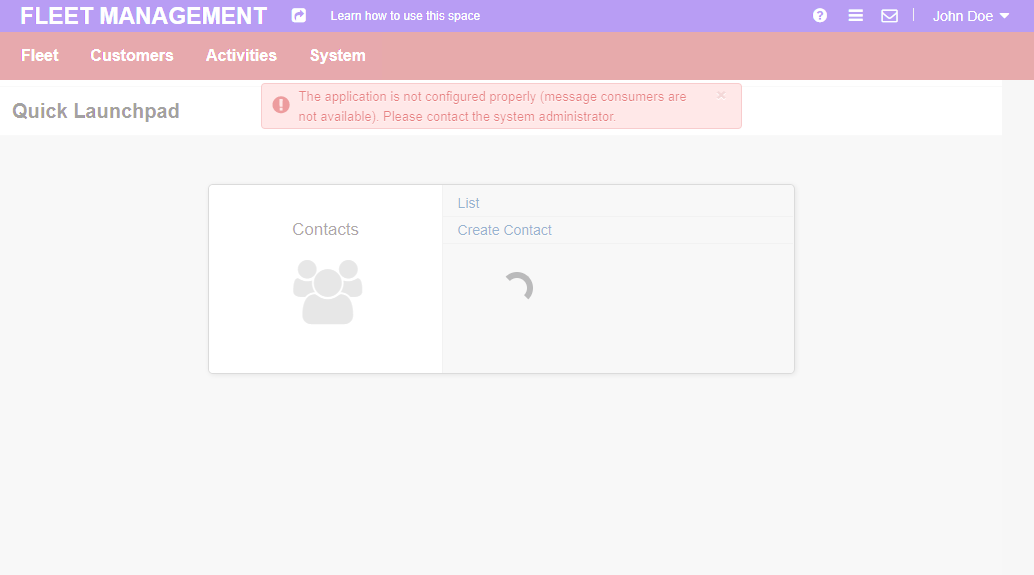 FLEET MANAGEMENT
Learn how to use this space
John Doe
Fleet Customers Activities System
The application is not configured properly (message consumers are
not available). Please contact the system administrator.
Quick Launchpad
Contacts
List
Create Contact